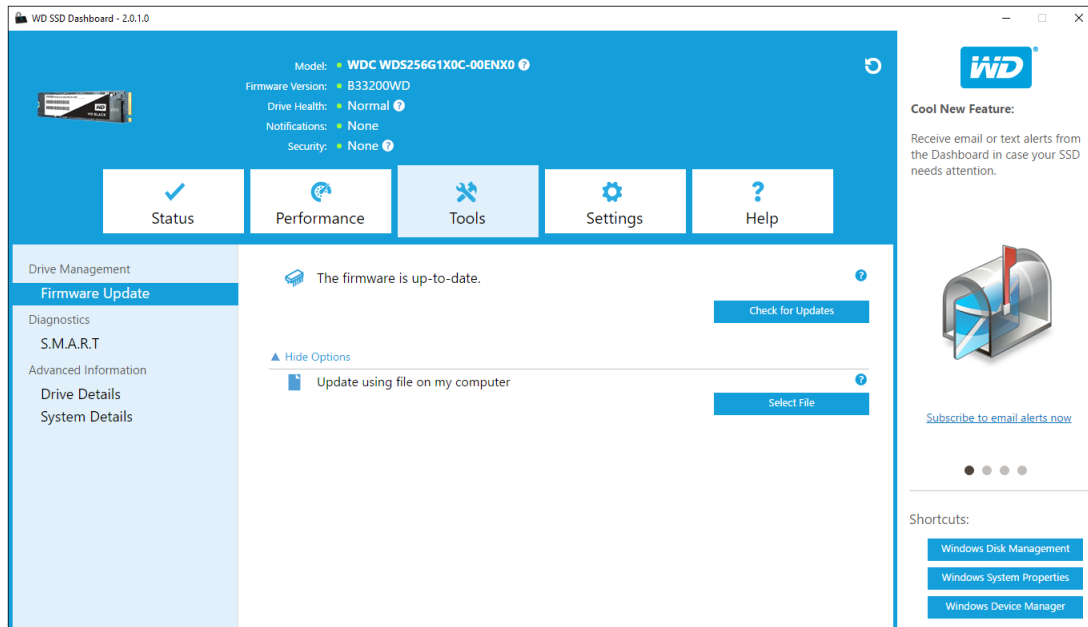 WD SSD Dashboard - 2.0.1.0
Model: WDC WDS256G1X0C-00ENX0 ?
Firmware Version: B33200WD
Drive Health: Normal ?
Notifications: None
Security: None ?
Status
Performance
Tools
Settings
? Help
Drive Management
Firmware Update
Diagnostics
S.M.A.R.T
Advanced Information
Drive Details
System Details
The firmware is up-to-date. ?
Check for Updates
Hide Options
Update using file on my computer ?
Select File
WD®
Cool New Feature:
Receive email or text alerts from
the Dashboard in case your SSD
needs attention.
Subscribe to email alerts now
Shortcuts:
Windows Disk Management
Windows System Properties
Windows Device Manager